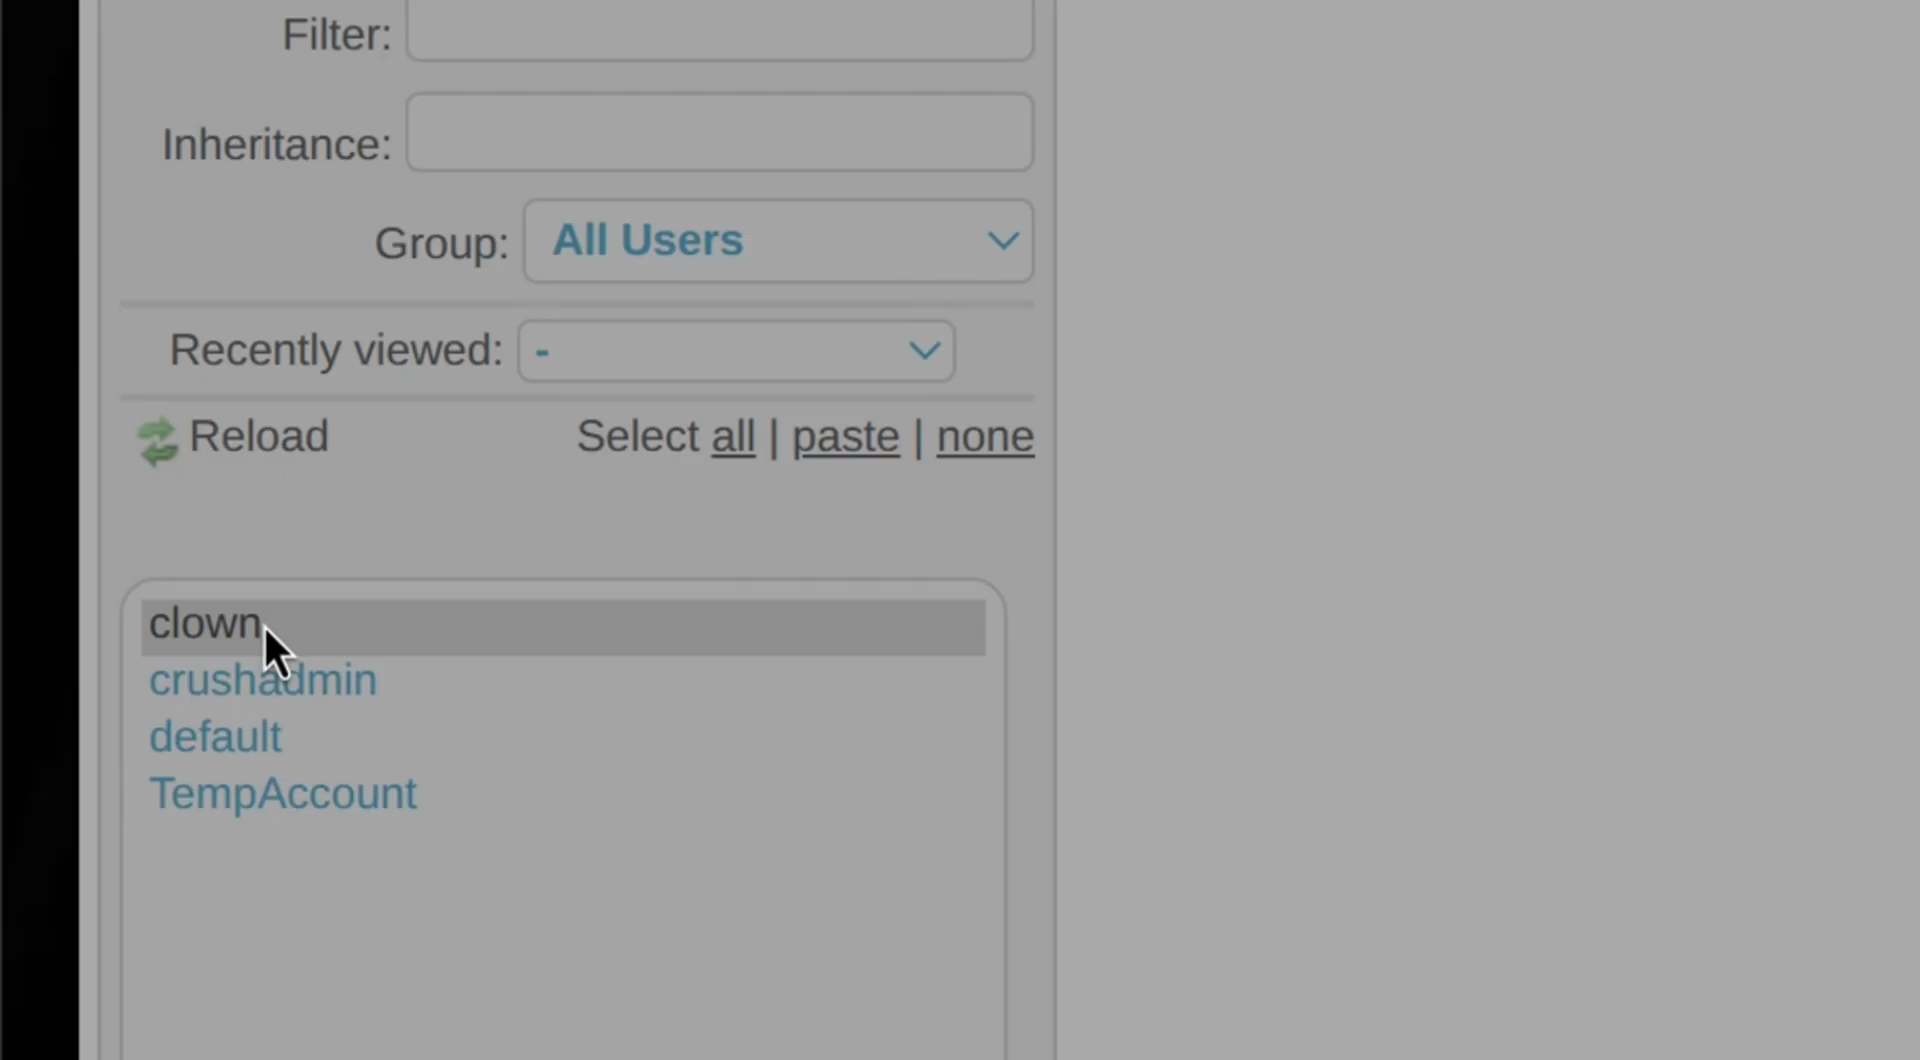 Filter:
Inheritance:
Group: All Users
Recently viewed: -
Reload Select all | paste | none
clown
crushadmin
default
TempAccount